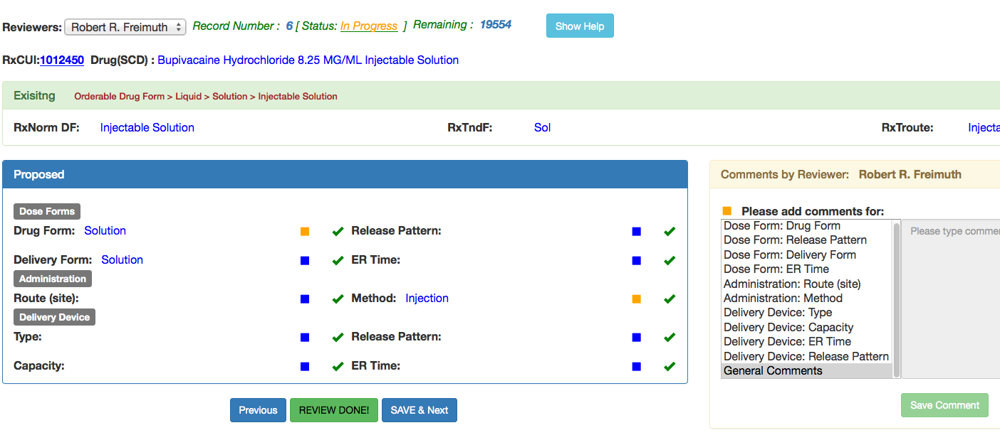 Reviewers: Robert R. Freimuth Record Number : 6 [ Status: In Progress ] Remaining : 19554 Show Help
RxCUI:1012450 Drug(SCD) : Bupivacaine Hydrochloride 8.25 MG/ML Injectable Solution
Exisitng Orderable Drug Form > Liquid > Solution > Injectable Solution
RxNorm DF: Injectable Solution RxTndF: Sol RxTroute: Injecta
Proposed
Dose Forms
Drug Form: Solution Release Pattern:
Delivery Form: Solution ER Time:
Administration
Route (site): Method: Injection
Delivery Device
Type: Release Pattern:
Capacity: ER Time:
Previous REVIEW DONE! SAVE & Next
Comments by Reviewer: Robert R. Freimuth
Please add comments for:
Dose Form: Drug Form
Dose Form: Release Pattern
Dose Form: Delivery Form
Dose Form: ER Time
Administration: Route (site)
Administration: Method
Delivery Device: Type
Delivery Device: Capacity
Delivery Device: ER Time
Delivery Device: Release Pattern
General Comments
Please type commen
Save Comment